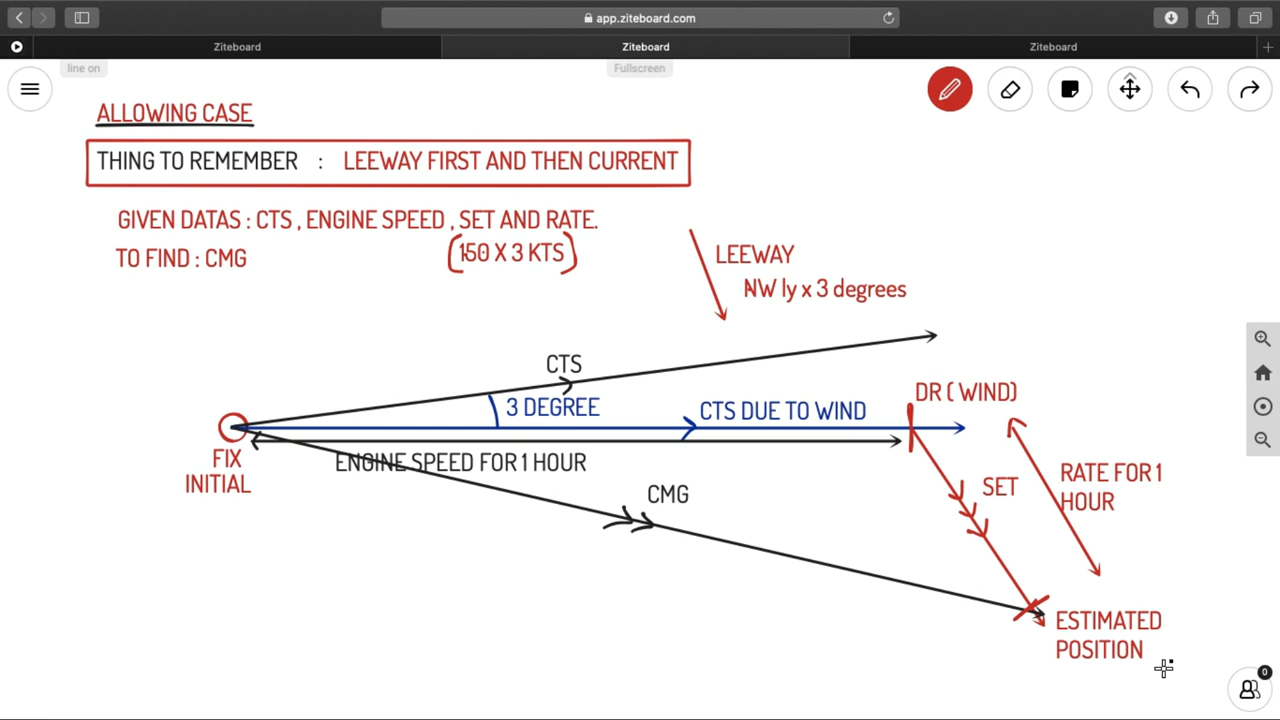 app.ziteboard.com
Ziteboard
Ziteboard
Ziteboard
line on
Fullscreen
ALLOWING CASE
THING TO REMEMBER : LEEWAY FIRST AND THEN CURRENT
GIVEN DATAS : CTS , ENGINE SPEED , SET AND RATE.
(150 X 3 KTS)
TO FIND : CMG
LEEWAY
NW ly x 3 degrees
CTS
3 DEGREE
CTS DUE TO WIND
DR ( WIND)
FIX
INITIAL
ENGINE SPEED FOR 1 HOUR
CMG
SET
RATE FOR 1
HOUR
ESTIMATED
POSITION
0